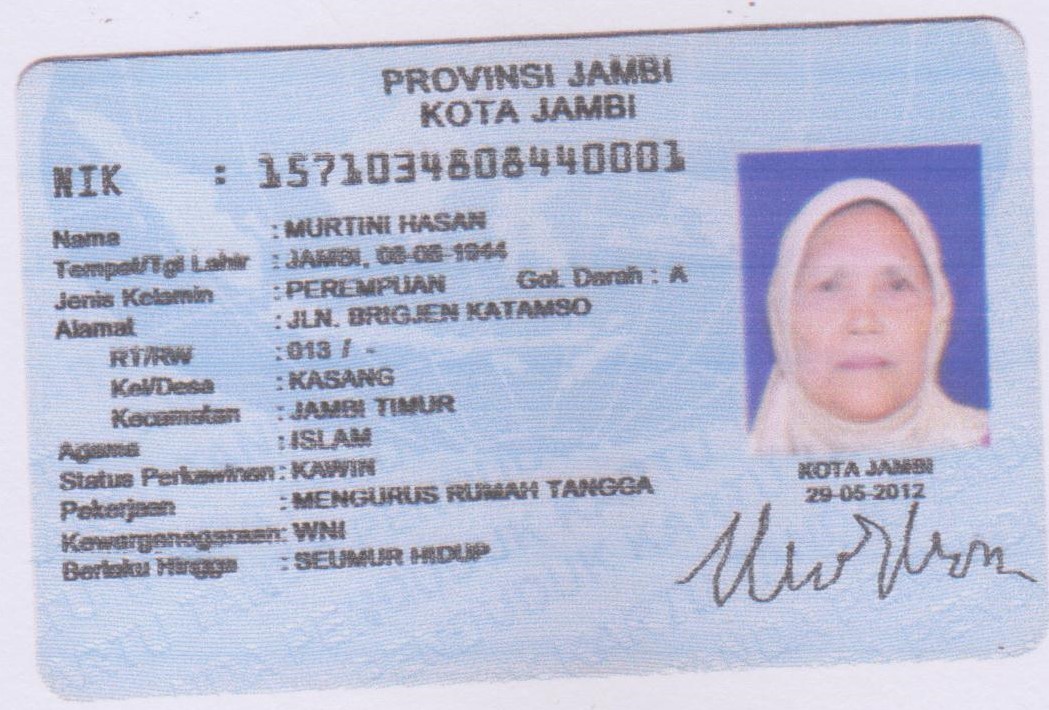 PROVINSI JAMBI
KOTA JAMBI
NIK : 1571034808440001
Nama : MURTINI HASAN
Tempat/Tgl Lahir : JAMBI, 08-08-1944
Jenis Kelamin : PEREMPUAN Gol. Darah : A
Alamat : JLN. BRIGJEN KATAMSO
RT/RW : 013 / -
Kel/Desa : KASANG
Kecamatan : JAMBI TIMUR
Agama : ISLAM
Status Perkawinan : KAWIN
Pekerjaan : MENGURUS RUMAH TANGGA
Kewarganegaraan: WNI
Berlaku Hingga : SEUMUR HIDUP
KOTA JAMBI
29-05-2012